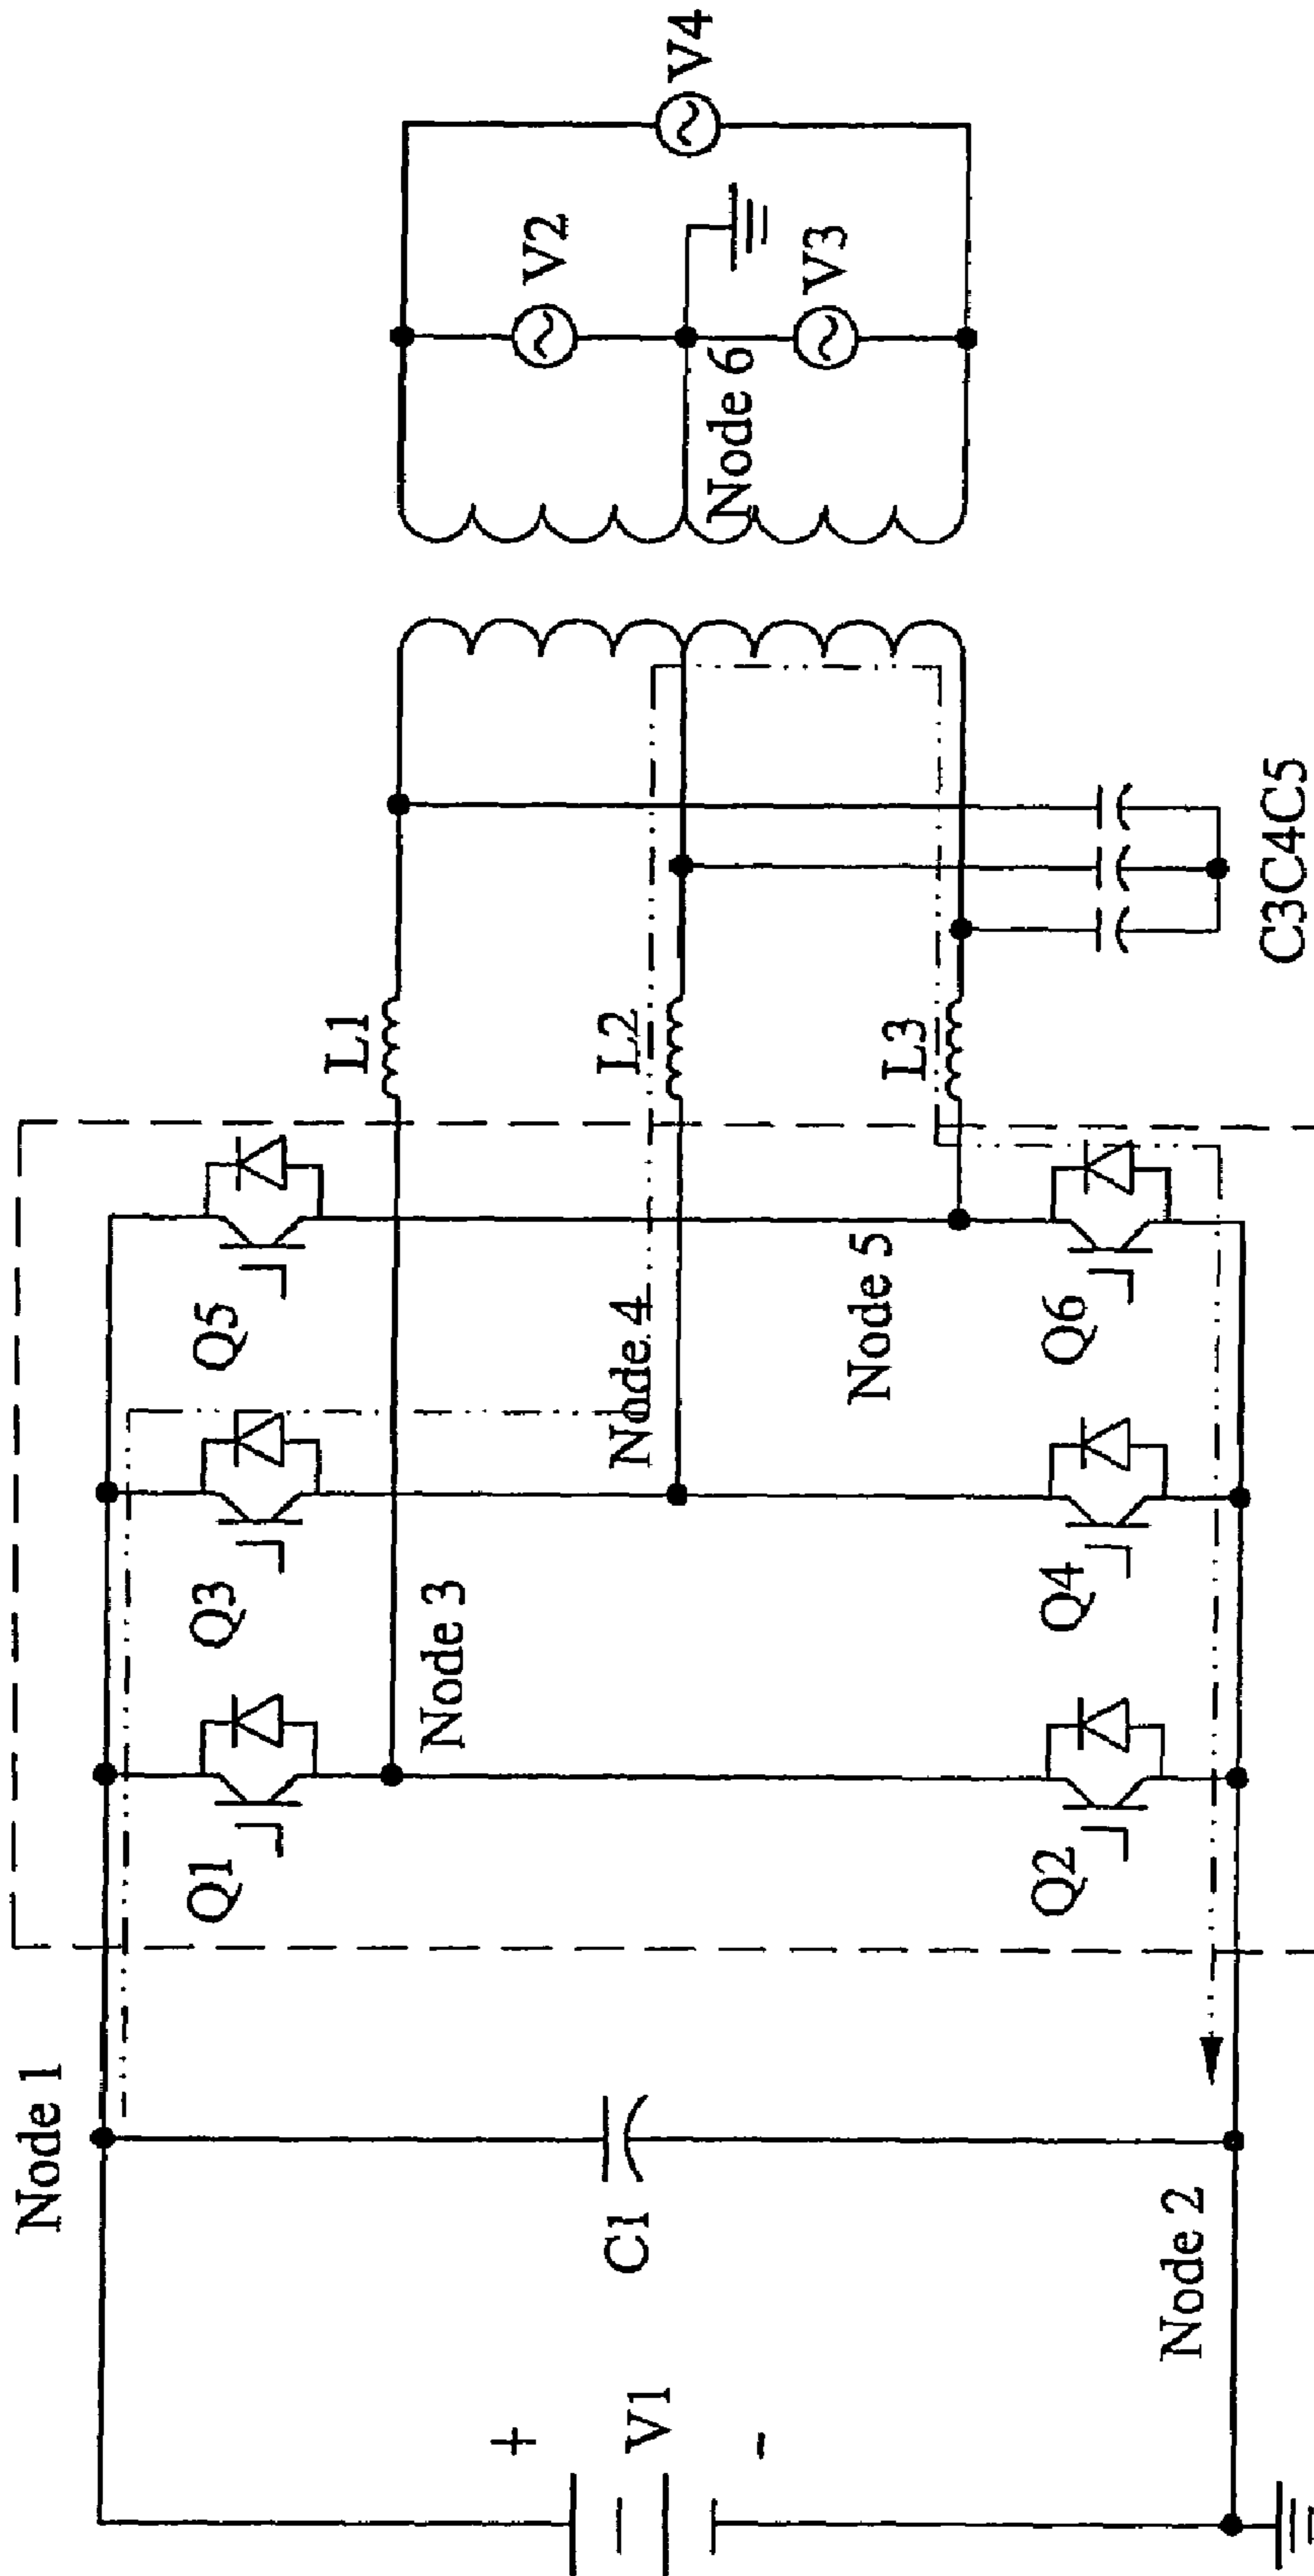 Node 1
V1
+
-
C1
Node 2
Q1
Q3
Q5
Node 3
Node 4
Node 5
Q2
Q4
Q6
L1
L2
L3
C3C4C5
Node 6
V2
V3
V4